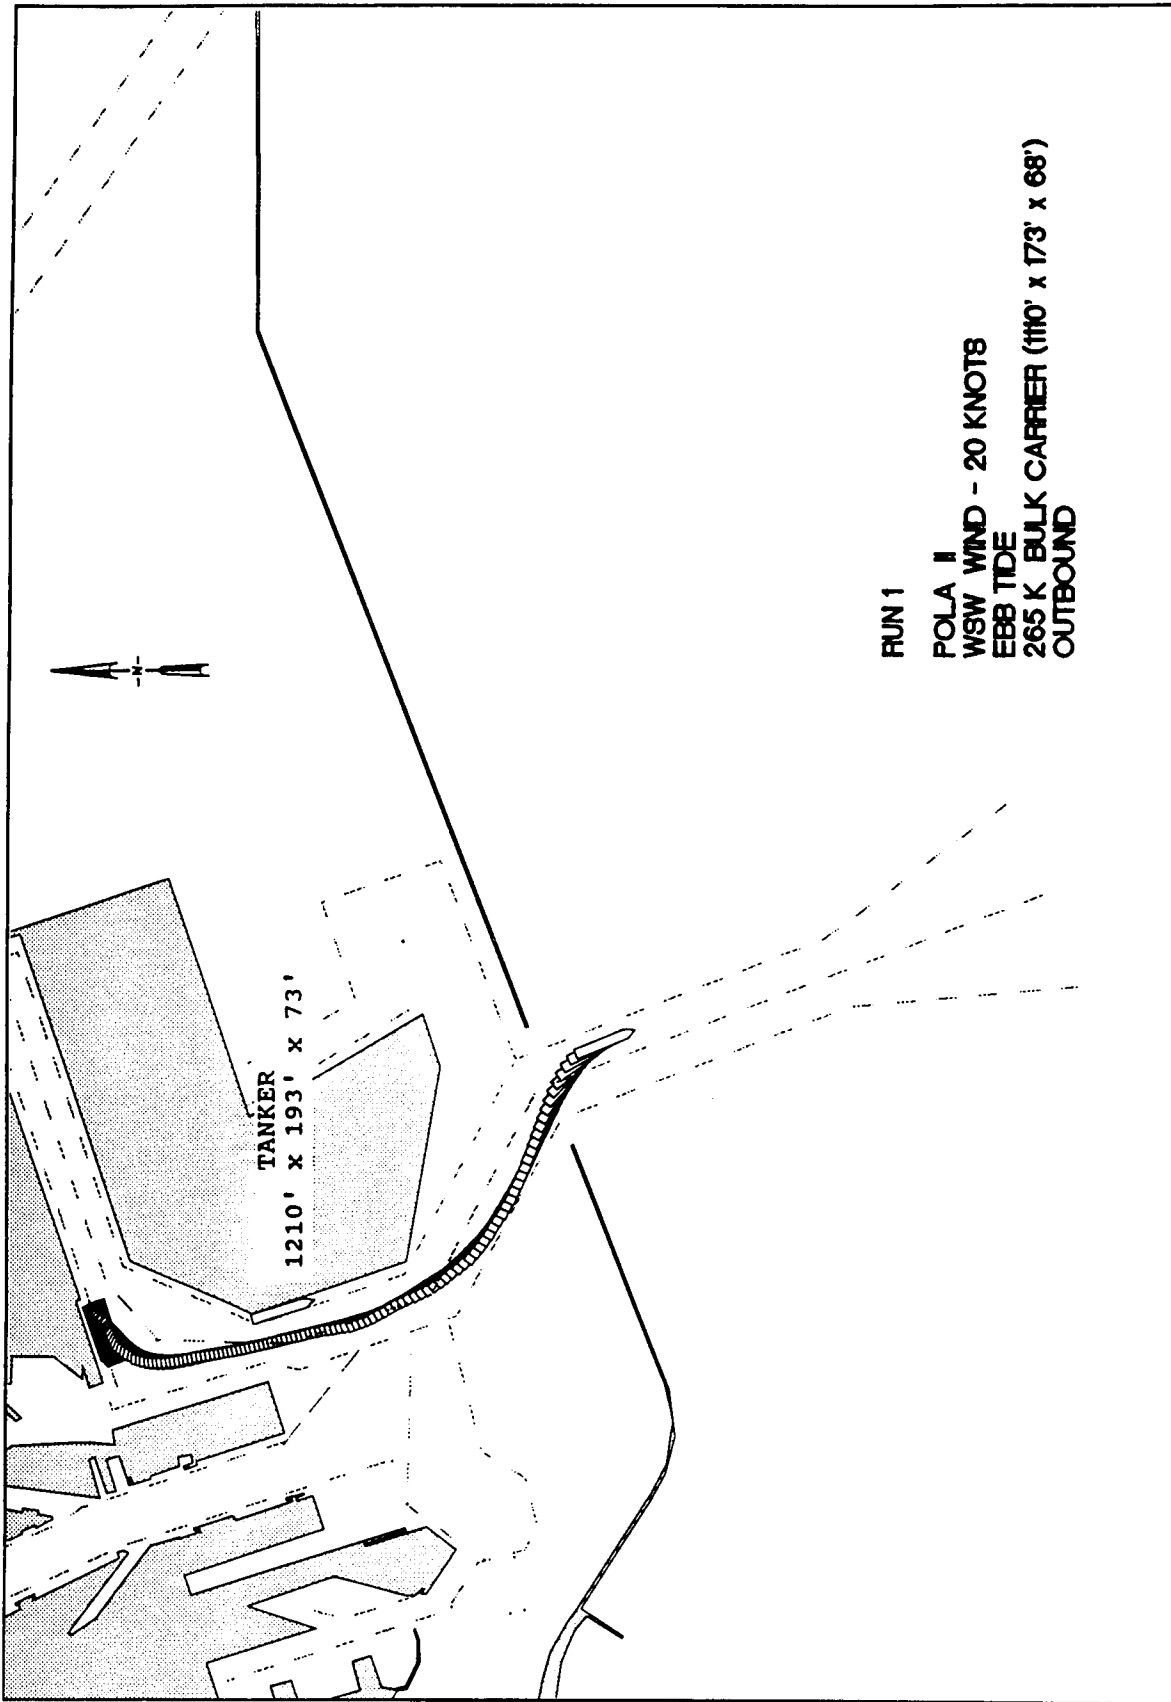 TANKER
1210' x 193' x 73'
-N-
RUN 1
POLA II
WSW WIND - 20 KNOTS
EBB TIDE
265 K BULK CARRIER (1110' x 173' x 68')
OUTBOUND